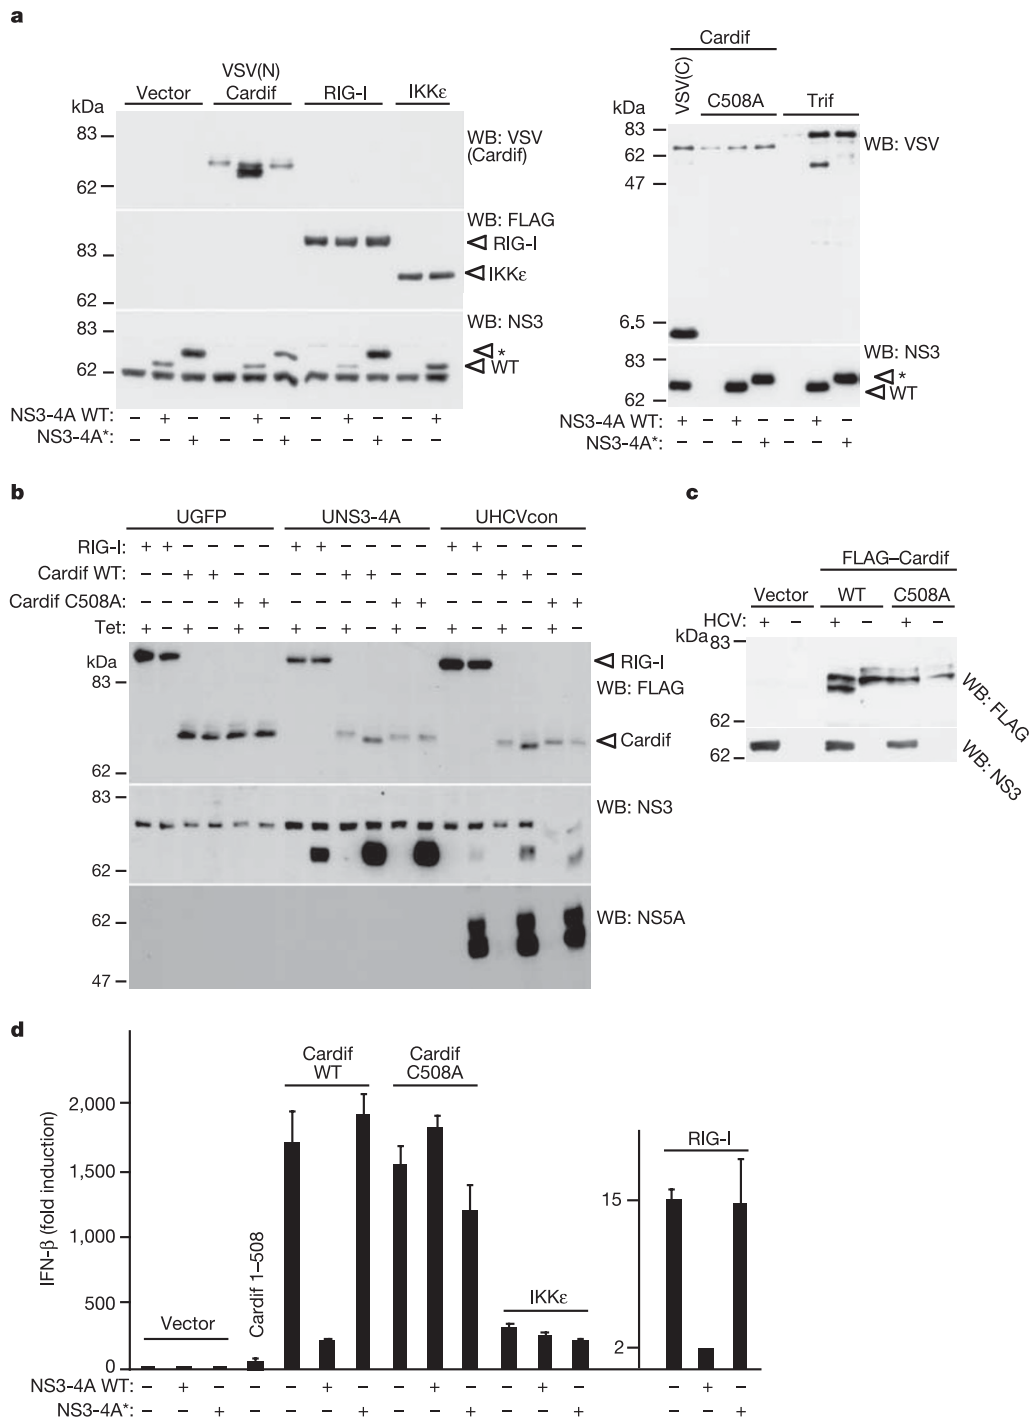 a
Vector
VSV(N)
Cardif
RIG-I
IKKε
kDa
83
62
WB: VSV
(Cardif)
83
62
WB: FLAG
RIG-I
IKKε
83
62
WB: NS3
*
WT
NS3-4A WT: – + – – + – – + – – +
NS3-4A*: – – + – – + – – + – –
Cardif
VSV(C)
C508A
Trif
kDa
83
62
47
6.5
WB: VSV
83
62
WB: NS3
*
WT
NS3-4A WT: + – + – – + –
NS3-4A*: – – – + – – +
b
UGFP
UNS3-4A
UHCVcon
RIG-I: + + – – – – + + – – – – + + – – – –
Cardif WT: – – + + – – – – + + – – – – + + – –
Cardif C508A: – – – – + + – – – – + + – – – – + +
Tet: + – + – + – + – + – + – + – + – + –
kDa
83
62
RIG-I
WB: FLAG
Cardif
83
62
WB: NS3
62
47
WB: NS5A
c
FLAG–Cardif
Vector
WT
C508A
HCV: + – + – + –
kDa
83
62
WB: FLAG
62
WB: NS3
d
IFN-β (fold induction)
2,000
1,500
1,000
500
0
Vector
Cardif 1–508
Cardif
WT
Cardif
C508A
IKKε
RIG-I
15
2
NS3-4A WT: – + – – – + – – + – – + – – + –
NS3-4A*: – – + – – – + – – + – – + – – +